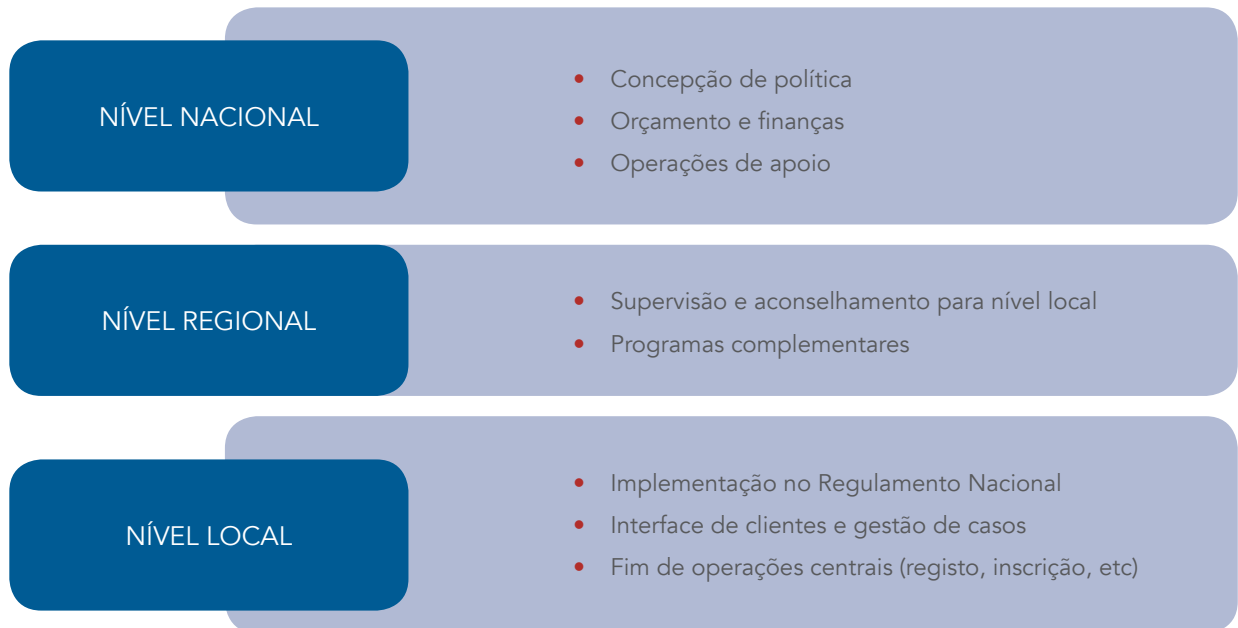 NÍVEL NACIONAL
• Concepção de política
• Orçamento e finanças
• Operações de apoio
NÍVEL REGIONAL
• Supervisão e aconselhamento para nível local
• Programas complementares
NÍVEL LOCAL
• Implementação no Regulamento Nacional
• Interface de clientes e gestão de casos
• Fim de operações centrais (registo, inscrição, etc)